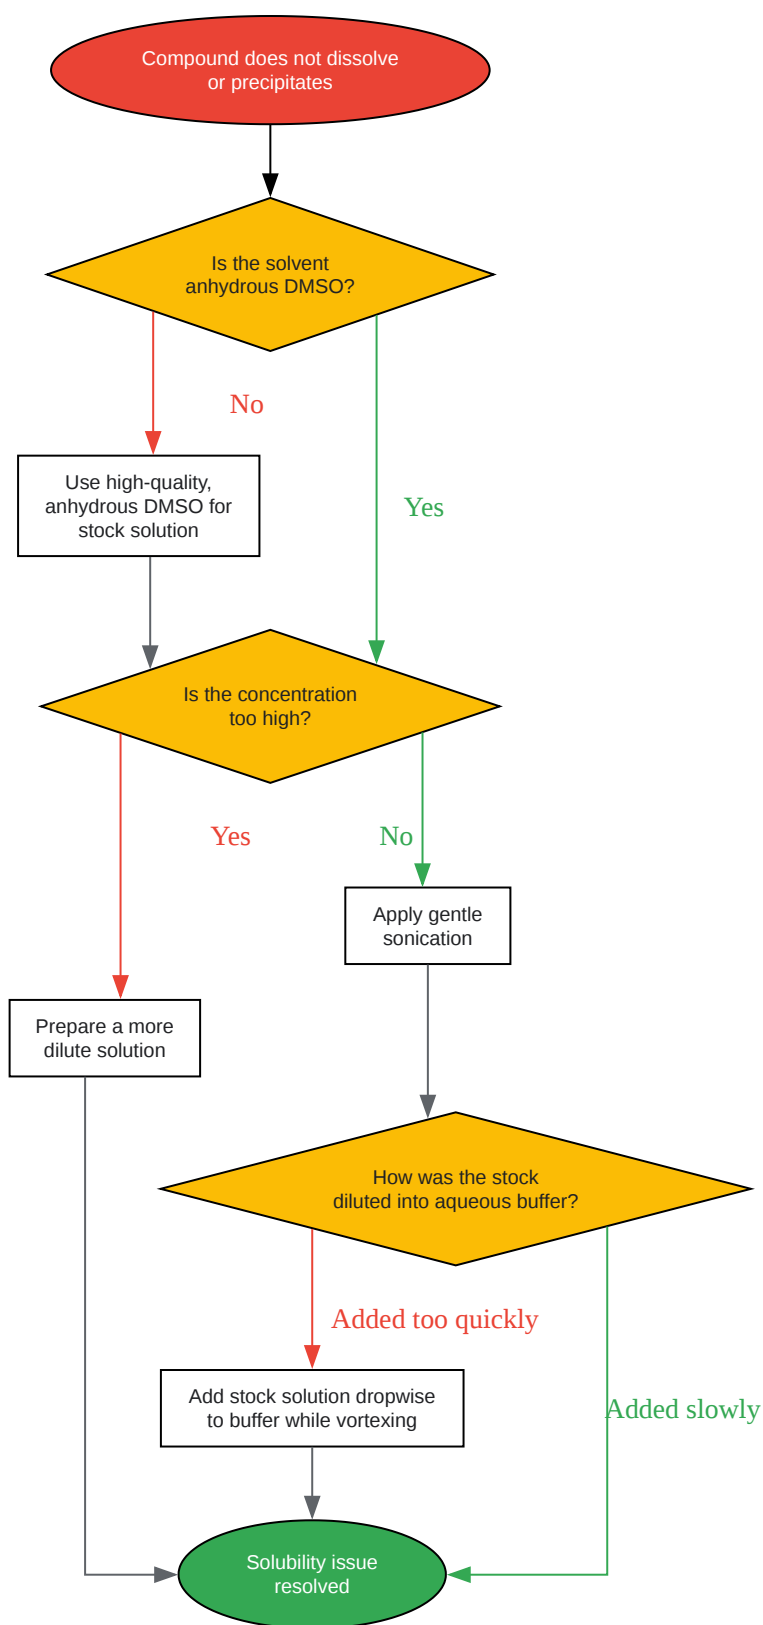 Compound does not dissolve
or precipitates
Is the solvent
anhydrous DMSO?
No
Use high-quality,
anhydrous DMSO for
stock solution
Yes
Is the concentration
too high?
Yes
No
Apply gentle
sonication
Prepare a more
dilute solution
How was the stock
diluted into aqueous buffer?
Added too quickly
Add stock solution dropwise
to buffer while vortexing
Added slowly
Solubility issue
resolved